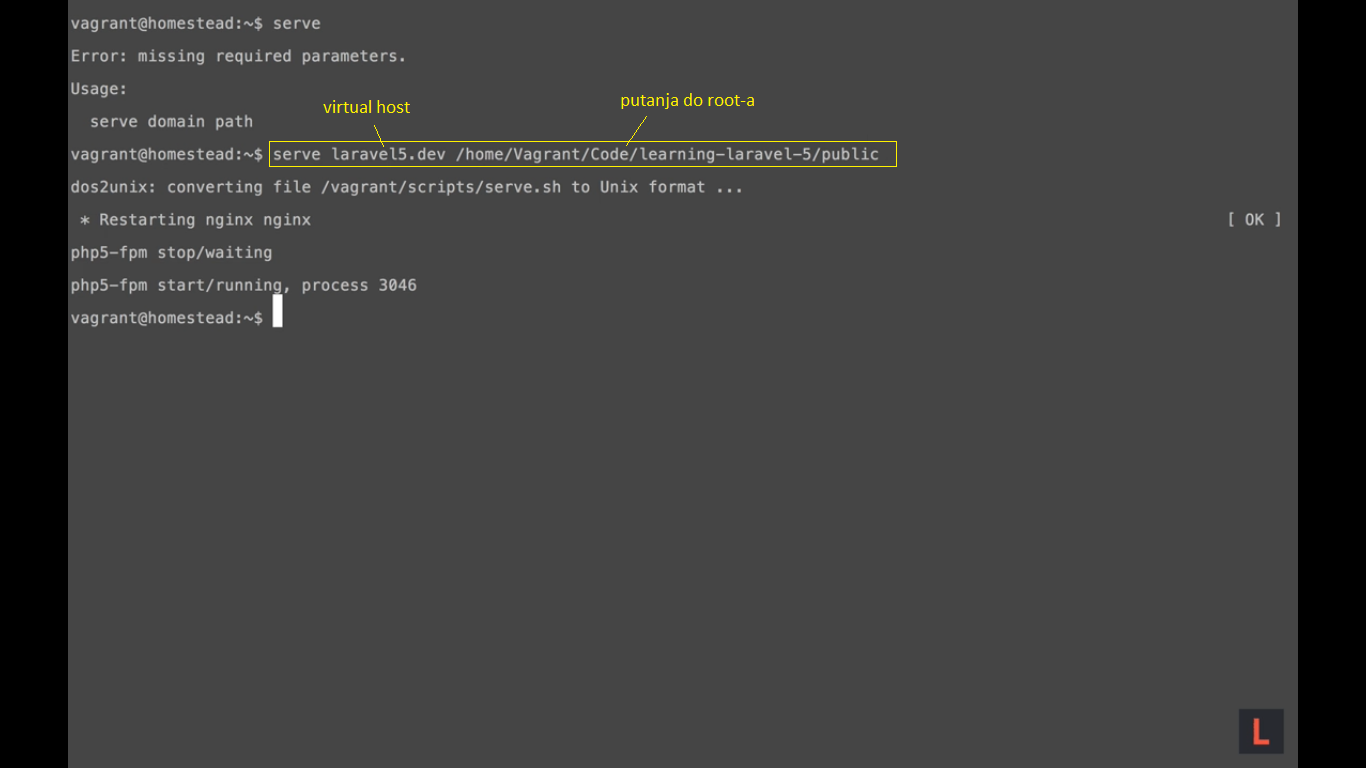 vagrant@homestead:~$ serve
Error: missing required parameters.
Usage:
virtual host
putanja do root-a
serve domain path
vagrant@homestead:~$ serve laravel5.dev /home/Vagrant/Code/learning-laravel-5/public
dos2unix: converting file /vagrant/scripts/serve.sh to Unix format ...
* Restarting nginx nginx [ OK ]
php5-fpm stop/waiting
php5-fpm start/running, process 3046
vagrant@homestead:~$
L